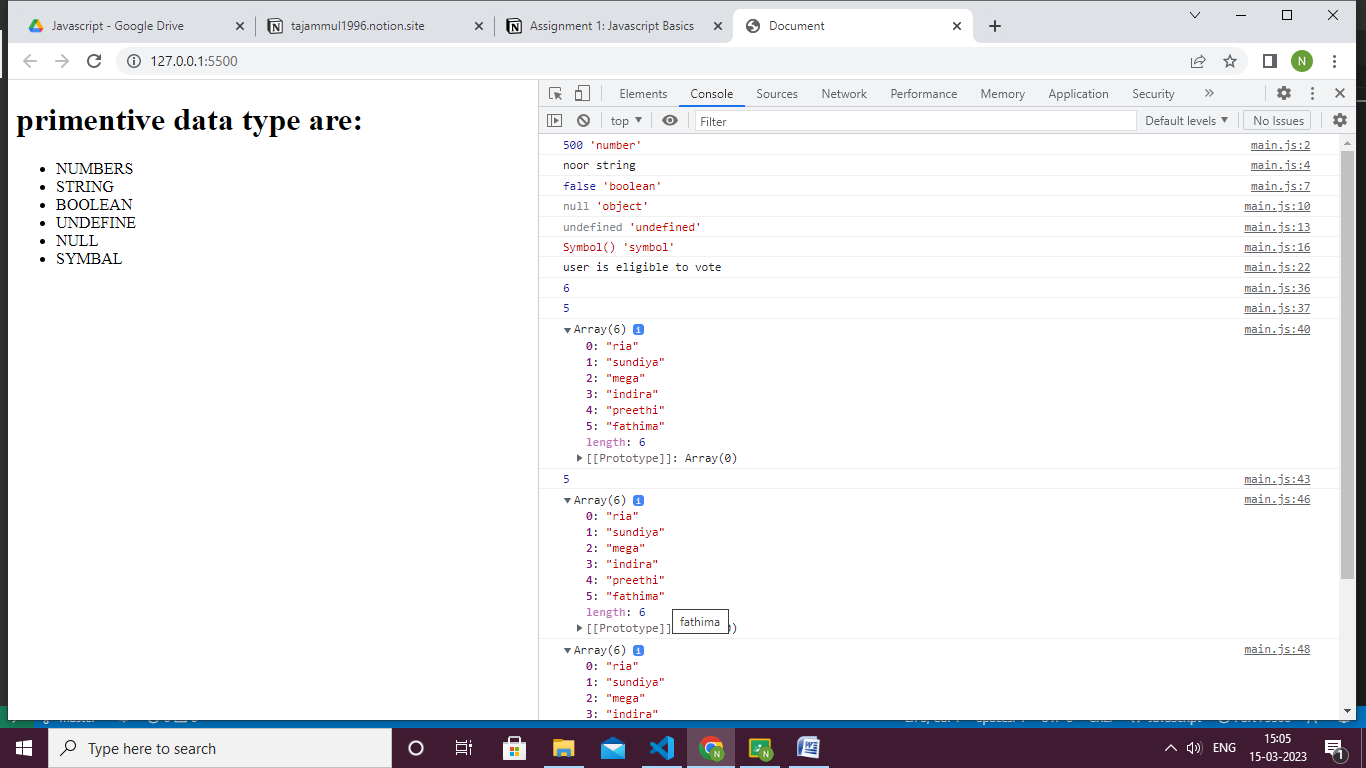 Javascript - Google Drive
tajammul1996.notion.site
Assignment 1: Javascript Basics
Document
127.0.0.1:5500
N
primentive data type are:
NUMBERS
STRING
BOOLEAN
UNDEFINE
NULL
SYMBAL
Elements Console Sources Network Performance Memory Application Security
top Filter Default levels No Issues
500 'number' main.js:2
noor string main.js:4
false 'boolean' main.js:7
null 'object' main.js:10
undefined 'undefined' main.js:13
Symbol() 'symbol' main.js:16
user is eligible to vote main.js:22
6 main.js:36
5 main.js:37
Array(6) i main.js:40
0: "ria"
1: "sundiya"
2: "mega"
3: "indira"
4: "preethi"
5: "fathima"
length: 6
[[Prototype]]: Array(0)
5 main.js:43
Array(6) i main.js:46
0: "ria"
1: "sundiya"
2: "mega"
3: "indira"
4: "preethi"
5: "fathima"
length: 6
fathima
[[Prototype]] )
Array(6) i main.js:48
0: "ria"
1: "sundiya"
2: "mega"
3: "indira"
Type here to search
ENG
15:05
15-03-2023
1